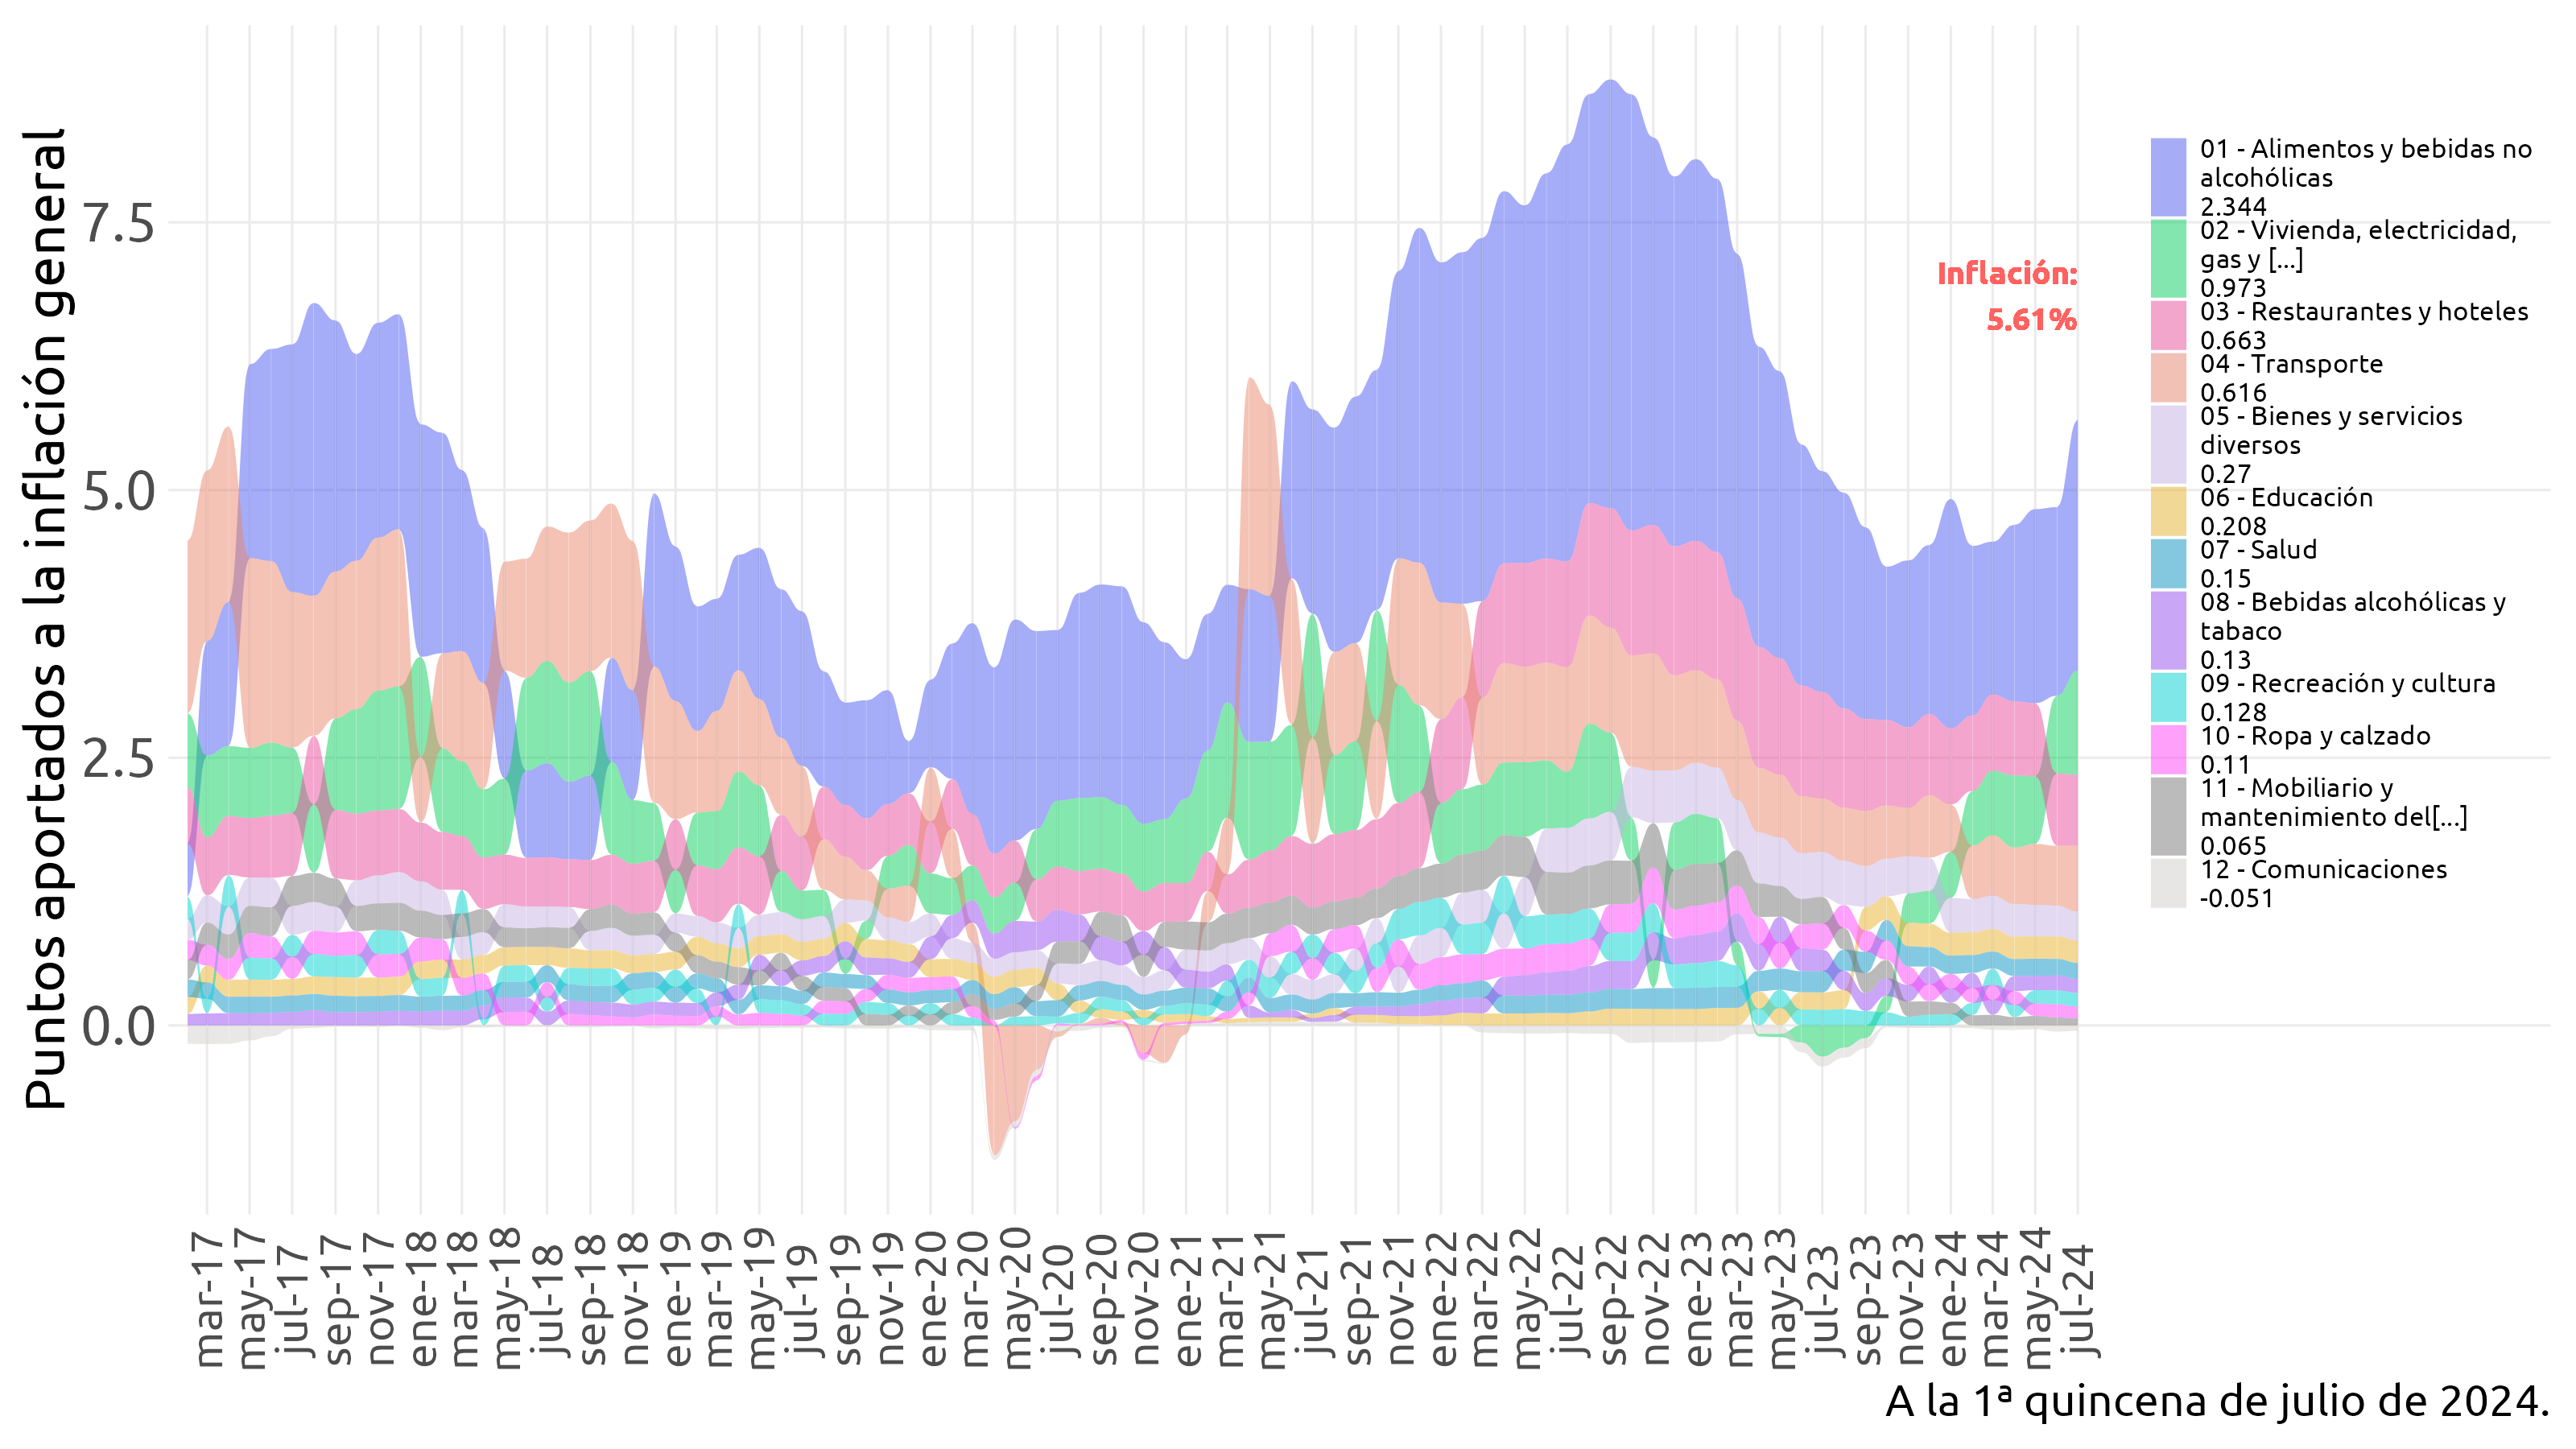 Puntos aportados a la inflación general
7.5
5.0
2.5
0.0
Inflación:
5.61%
01 - Alimentos y bebidas no
alcohólicas
2.344
02 - Vivienda, electricidad,
gas y [...]
0.973
03 - Restaurantes y hoteles
0.663
04 - Transporte
0.616
05 - Bienes y servicios
diversos
0.27
06 - Educación
0.208
07 - Salud
0.15
08 - Bebidas alcohólicas y
tabaco
0.13
09 - Recreación y cultura
0.128
10 - Ropa y calzado
0.11
11 - Mobiliario y
mantenimiento del[...]
0.065
12 - Comunicaciones
-0.051
mar-17
may-17
jul-17
sep-17
nov-17
ene-18
mar-18
may-18
jul-18
sep-18
nov-18
ene-19
mar-19
may-19
jul-19
sep-19
nov-19
ene-20
mar-20
may-20
jul-20
sep-20
nov-20
ene-21
mar-21
may-21
jul-21
sep-21
nov-21
ene-22
mar-22
may-22
jul-22
sep-22
nov-22
ene-23
mar-23
may-23
jul-23
sep-23
nov-23
ene-24
mar-24
may-24
jul-24
A la 1ª quincena de julio de 2024.